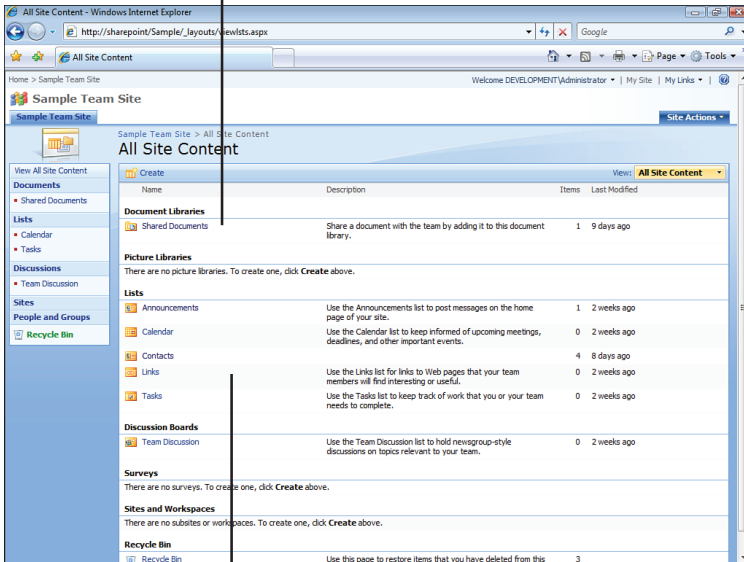 All Site Content - Windows Internet Explorer
http://sharepoint/Sample/_layouts/viewlsts.aspx
Google
All Site Content
Page
Tools
Home > Sample Team Site
Welcome DEVELOPMENT\Administrator
My Site
My Links
Sample Team Site
Sample Team Site
Site Actions
Sample Team Site > All Site Content
All Site Content
View All Site Content
Documents
Shared Documents
Lists
Calendar
Tasks
Discussions
Team Discussion
Sites
People and Groups
Recycle Bin
Create
View: All Site Content
Name Description Items Last Modified
Document Libraries
Shared Documents Share a document with the team by adding it to this document 1 9 days ago
library.
Picture Libraries
There are no picture libraries. To create one, click Create above.
Lists
Announcements Use the Announcements list to post messages on the home 1 2 weeks ago
page of your site.
Calendar Use the Calendar list to keep informed of upcoming meetings, 0 2 weeks ago
deadlines, and other important events.
Contacts 4 8 days ago
Links Use the Links list for links to Web pages that your team 0 2 weeks ago
members will find interesting or useful.
Tasks Use the Tasks list to keep track of work that you or your team 0 2 weeks ago
needs to complete.
Discussion Boards
Team Discussion Use the Team Discussion list to hold newsgroup-style 0 2 weeks ago
discussions on topics relevant to your team.
Surveys
There are no surveys. To create one, click Create above.
Sites and Workspaces
There are no subsites or workspaces. To create one, click Create above.
Recycle Bin
Recycle Bin Use this page to restore items that you have deleted from this 3